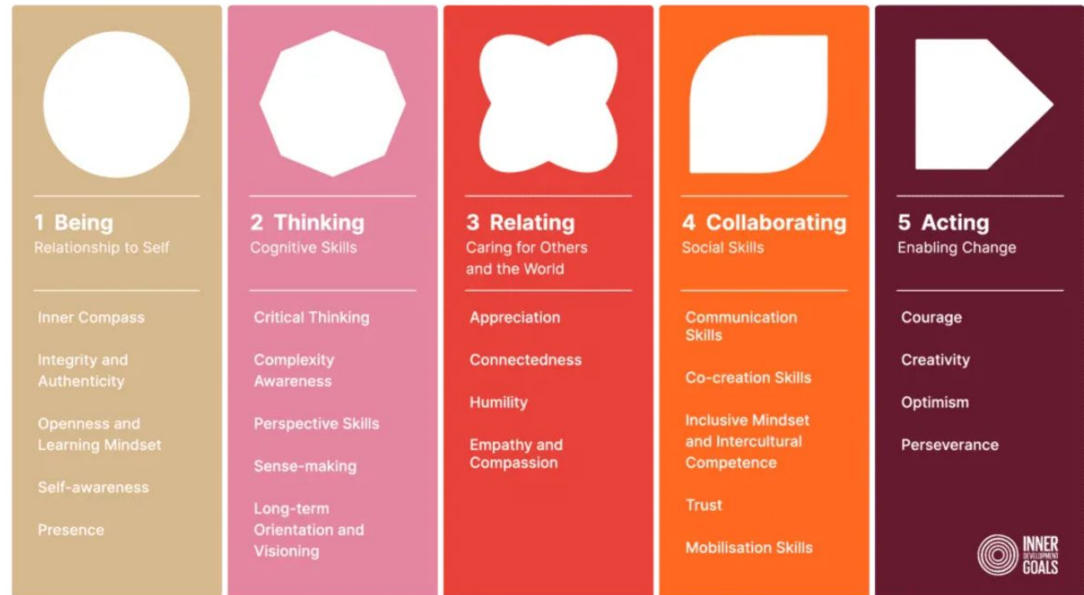 1 Being
Relationship to Self
Inner Compass
Integrity and
Authenticity
Openness and
Learning Mindset
Self-awareness
Presence
2 Thinking
Cognitive Skills
Critical Thinking
Complexity
Awareness
Perspective Skills
Sense-making
Long-term
Orientation and
Visioning
3 Relating
Caring for Others
and the World
Appreciation
Connectedness
Humility
Empathy and
Compassion
4 Collaborating
Social Skills
Communication
Skills
Co-creation Skills
Inclusive Mindset
and Intercultural
Competence
Trust
Mobilisation Skills
5 Acting
Enabling Change
Courage
Creativity
Optimism
Perseverance
INNER
DEVELOPMENT
GOALS